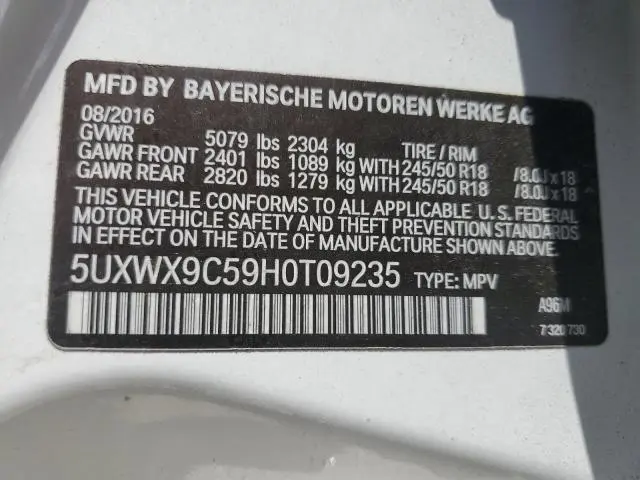 MFD BY BAYERISCHE MOTOREN WERKE AG
08/2016
GVWR 5079 lbs 2304 kg TIRE / RIM
GAWR FRONT 2401 lbs 1089 kg WITH 245/50 R18 /8.0J x 18
GAWR REAR 2820 lbs 1279 kg WITH 245/50 R18 /8.0J x 18
THIS VEHICLE CONFORMS TO ALL APPLICABLE U.S. FEDERAL
MOTOR VEHICLE SAFETY AND THEFT PREVENTION STANDARDS
IN EFFECT ON THE DATE OF MANUFACTURE SHOWN ABOVE.
5UXWX9C59H0T09235 TYPE: MPV
A96M
7 320 730